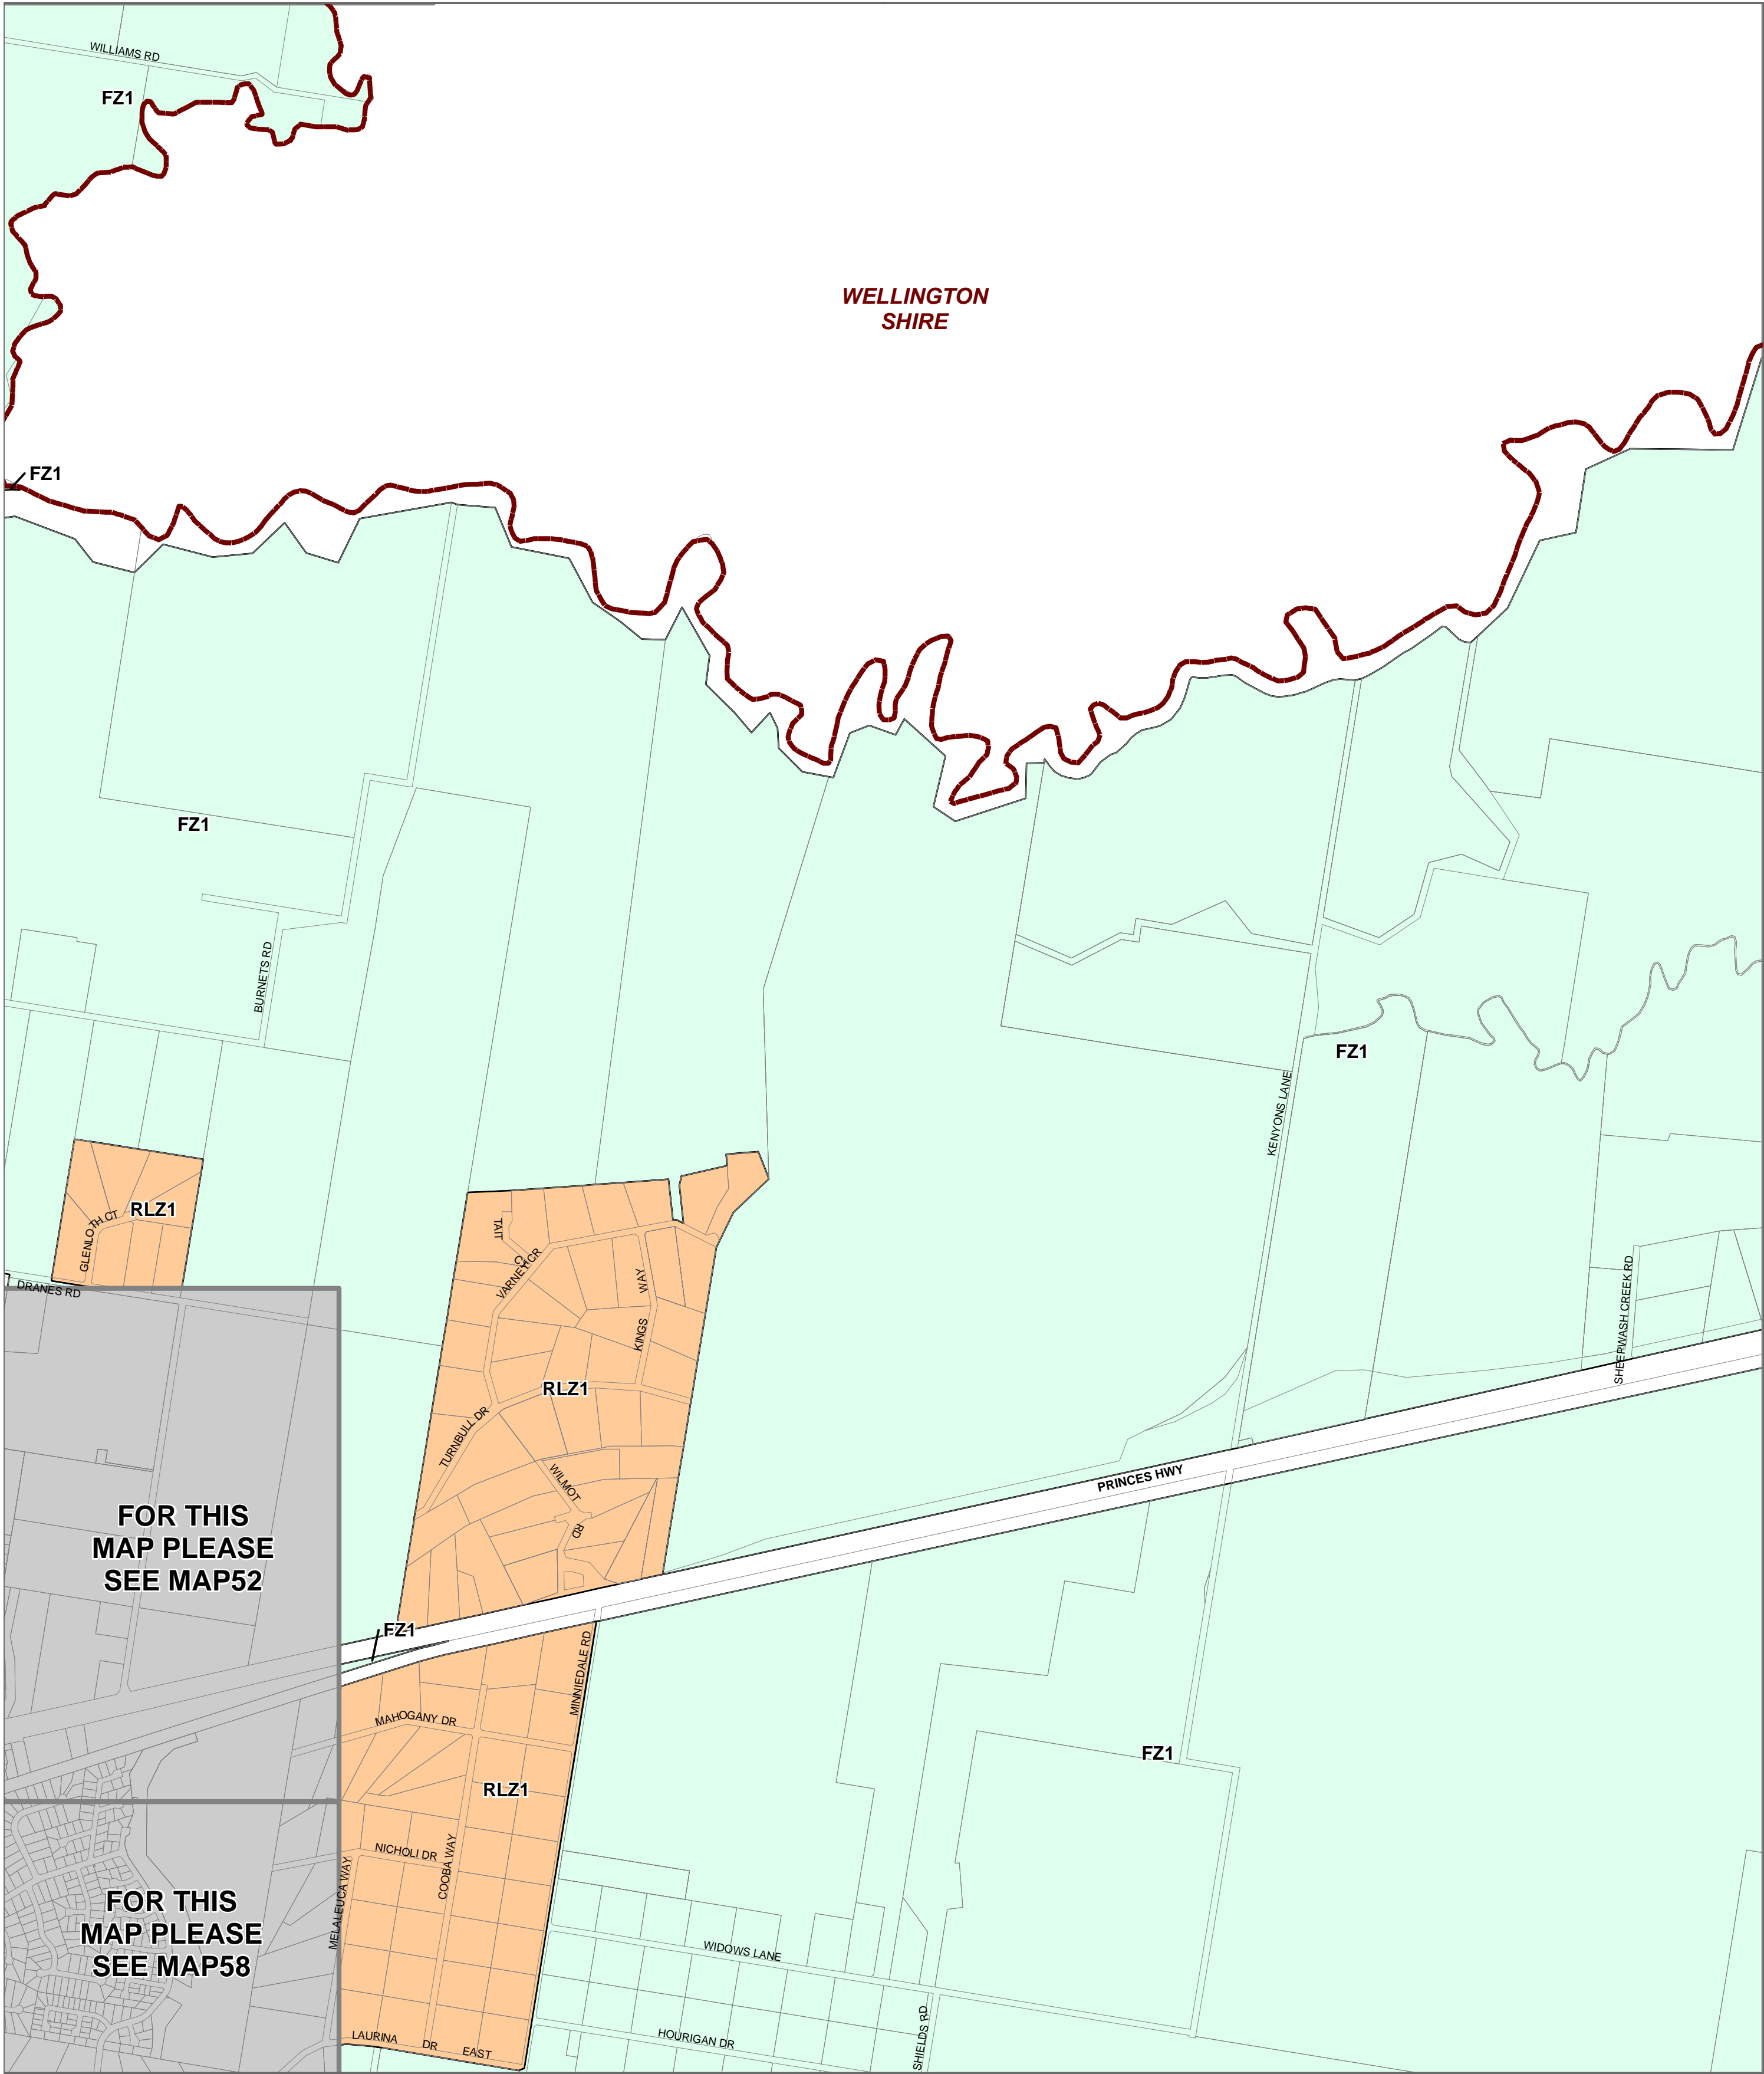 WILLIAMS RD
FZ1
WELLINGTON
SHIRE
FZ1
FZ1
BURNETS RD
FZ1
KENYONS LANE
RLZ1
GLENLOTH CT
DRANES RD
TAIT
CT
VARNEY CR
WAY
KINGS
RLZ1
TURNBULL DR
WILMOT
RD
SHEEPWASH CREEK RD
PRINCES HWY
FOR THIS
MAP PLEASE
SEE MAP52
FZ1
MINNIEDALE RD
MAHOGANY DR
RLZ1
FZ1
NICHOLI DR
COOBA WAY
MELALEUCA WAY
FOR THIS
MAP PLEASE
SEE MAP58
WIDOWS LANE
SHIELDS RD
LAURINA DR EAST
HOURIGAN DR